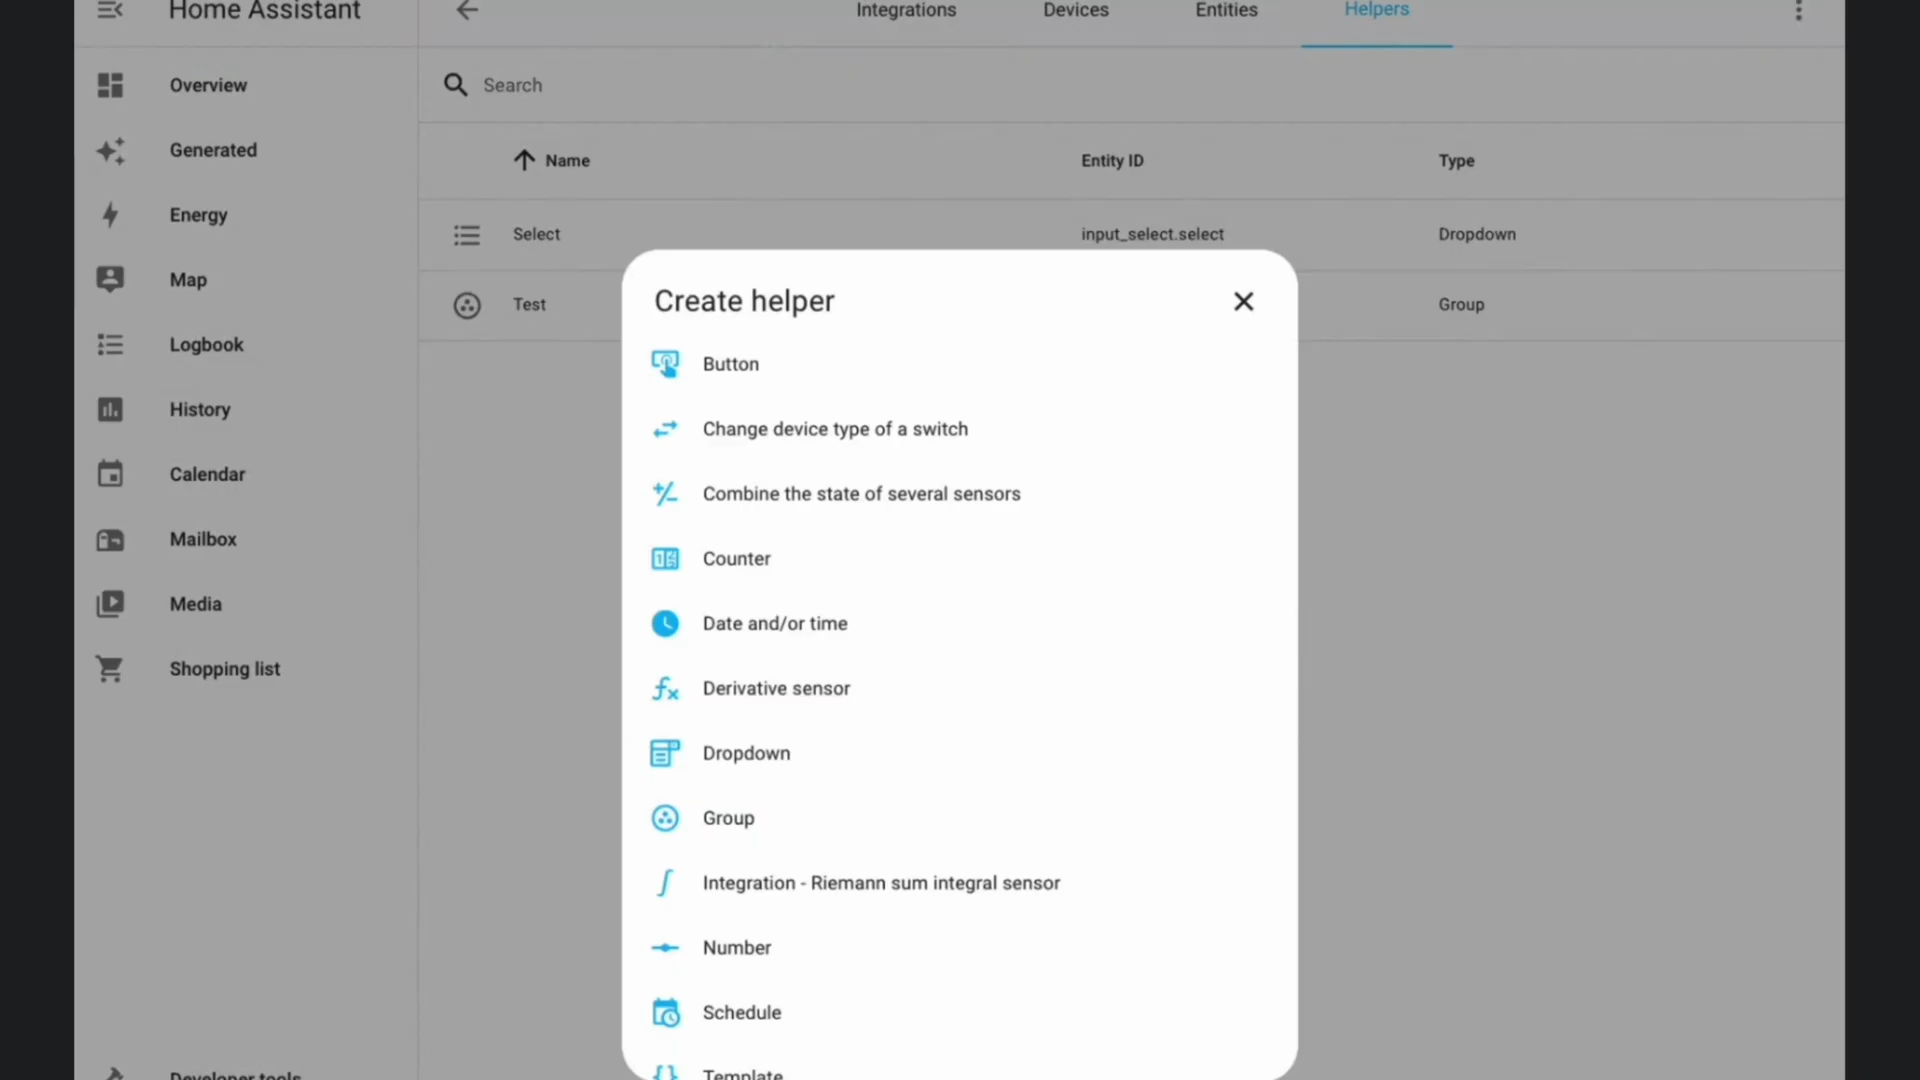 Home Assistant
Integrations Devices Entities Helpers
Overview
Search
Generated
Name Entity ID Type
Energy
Select input_select.select Dropdown
Map
Test Group
Create helper
Logbook
Button
History
Change device type of a switch
Calendar
Combine the state of several sensors
Mailbox
Counter
Media
Date and/or time
Shopping list
Derivative sensor
Dropdown
Group
Integration - Riemann sum integral sensor
Number
Schedule
Template
Developer tools